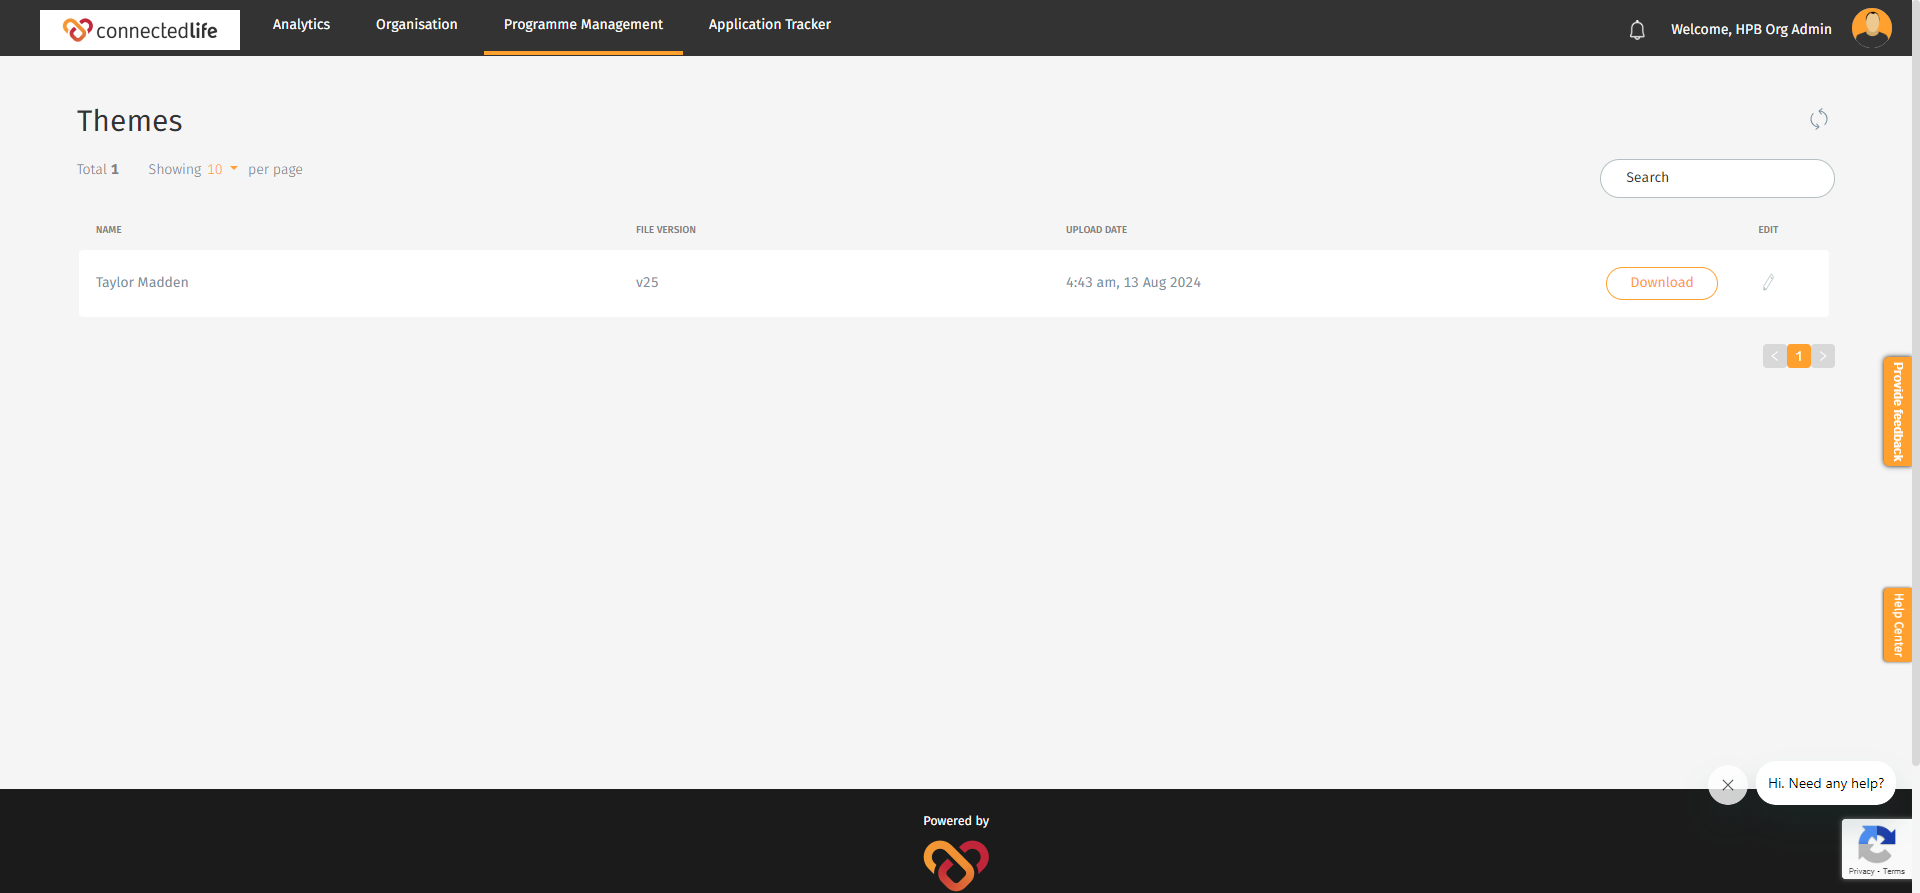 connectedlife
Analytics
Organisation
Programme Management
Application Tracker
Welcome, HPB Org Admin
Themes
Total 1
Showing 10 per page
Search
NAME
FILE VERSION
UPLOAD DATE
EDIT
Taylor Madden
v25
4:43 am, 13 Aug 2024
Download
1
Provide feedback
Help Center
Hi. Need any help?
Powered by
Privacy - Terms